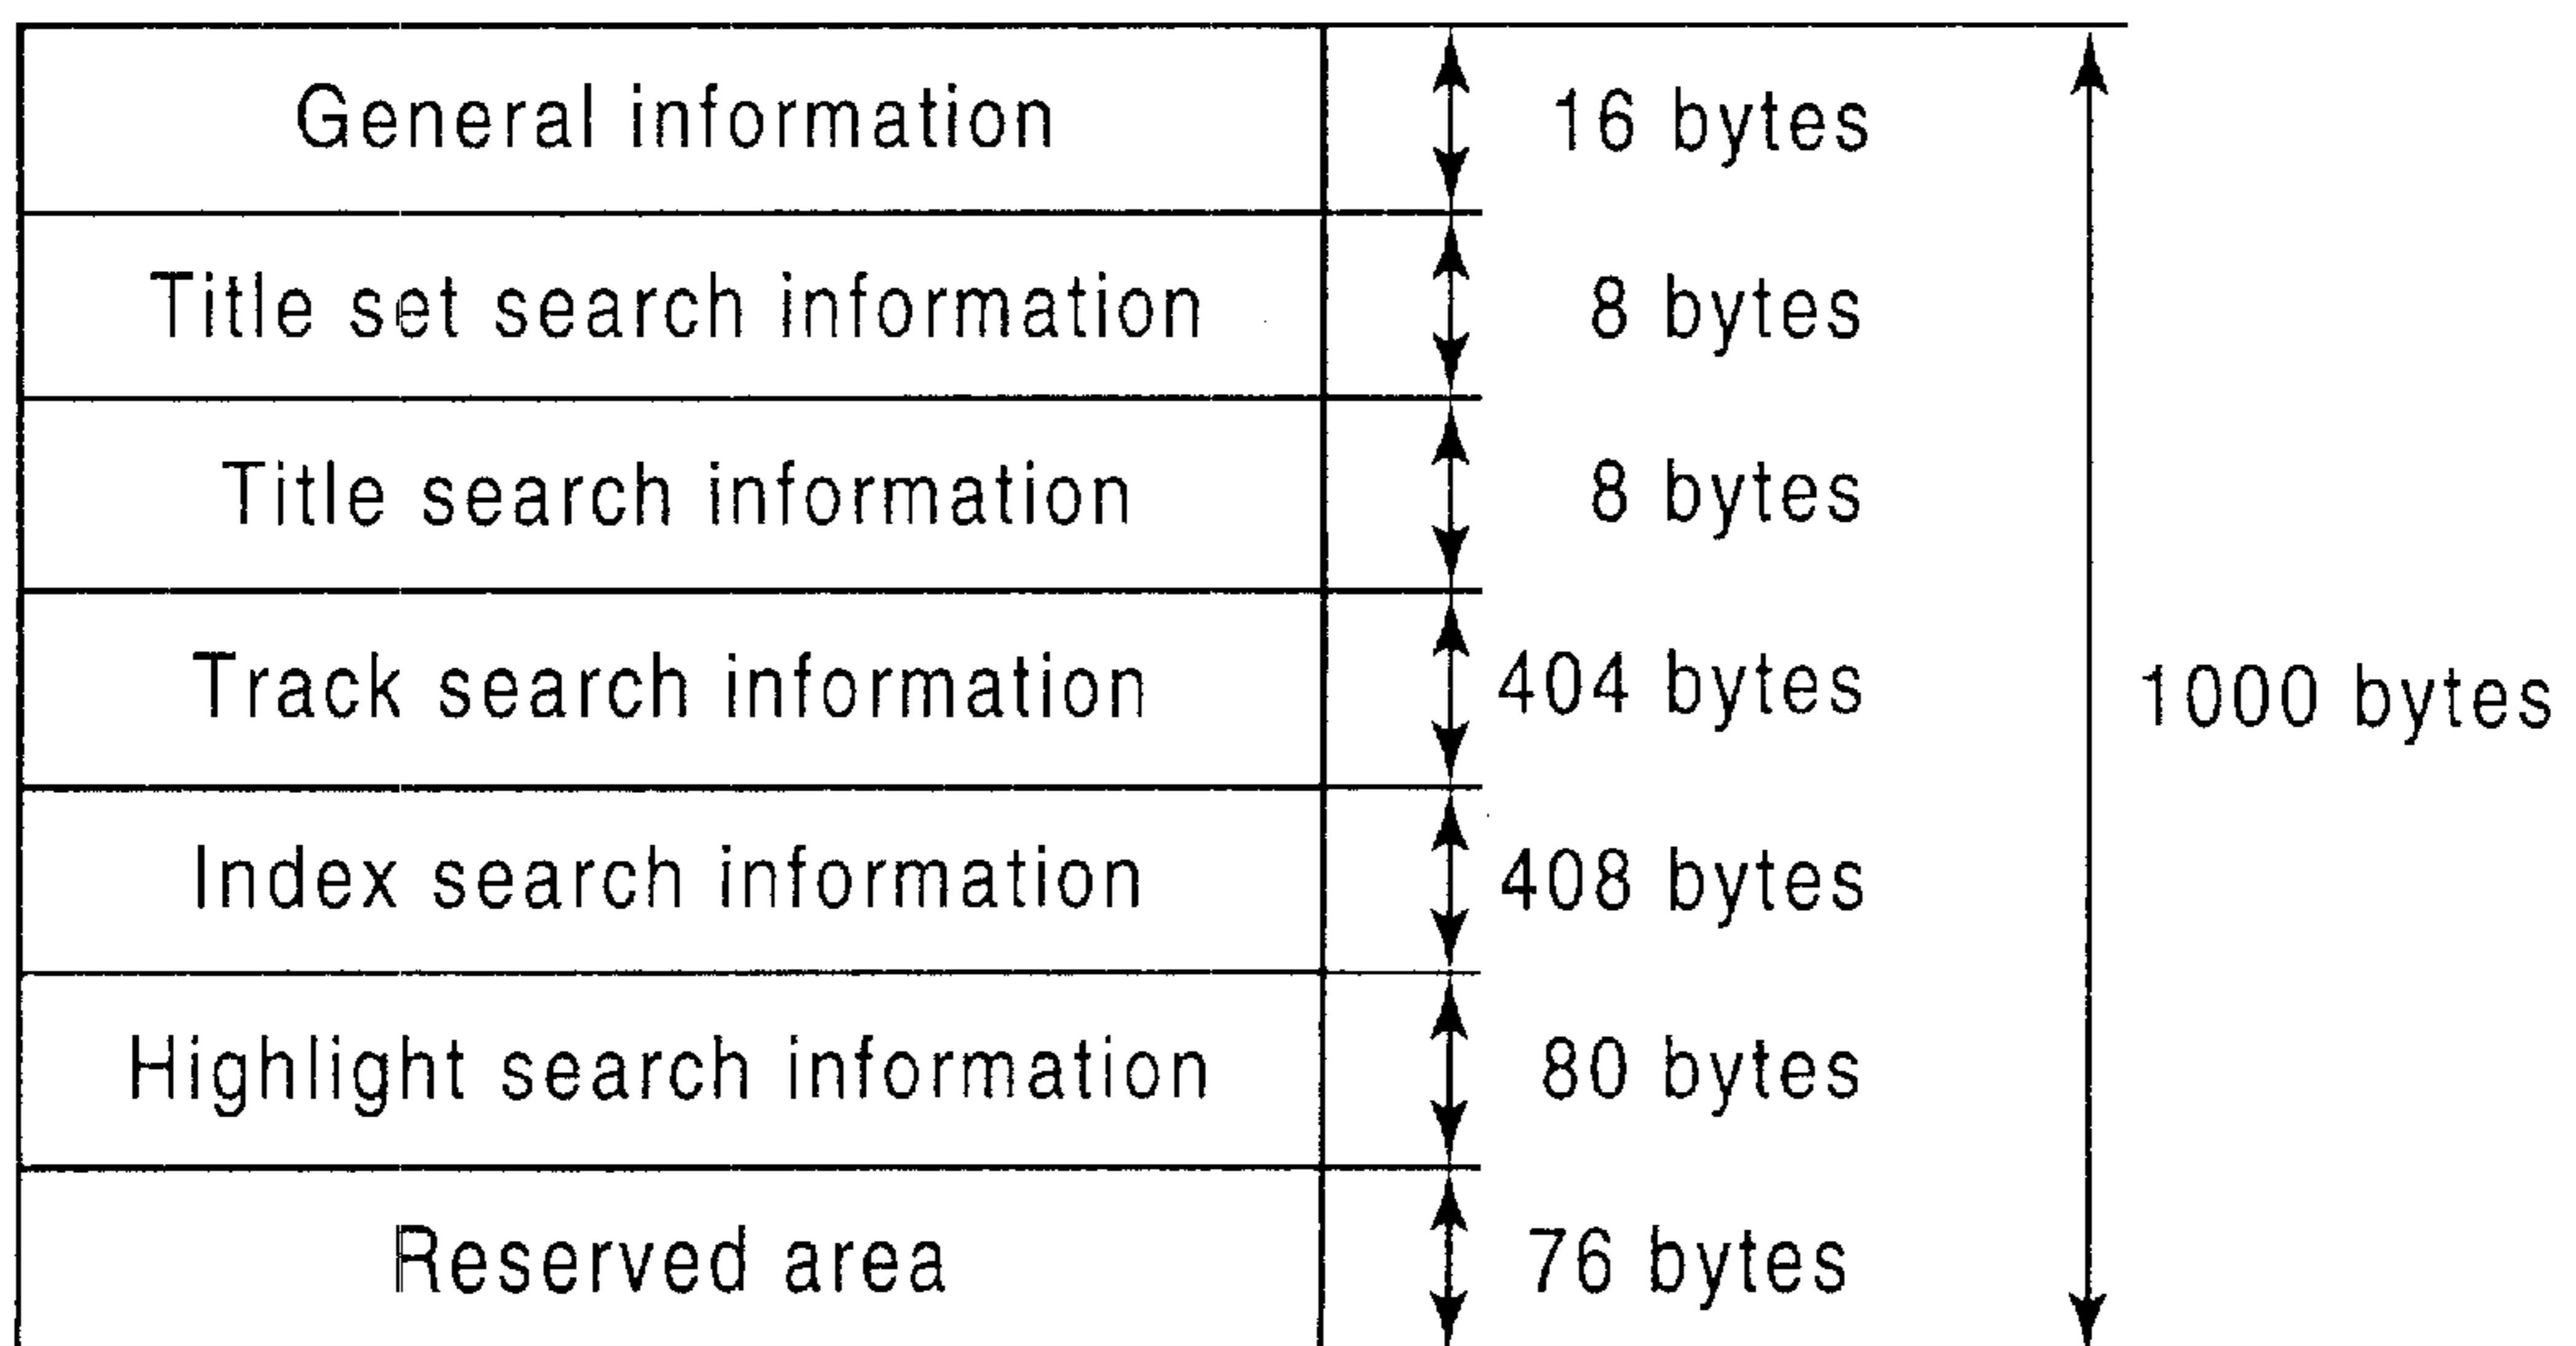 General information 16 bytes
Title set search information 8 bytes
Title search information 8 bytes
Track search information 404 bytes
1000 bytes
Index search information 408 bytes
Highlight search information 80 bytes
Reserved area 76 bytes